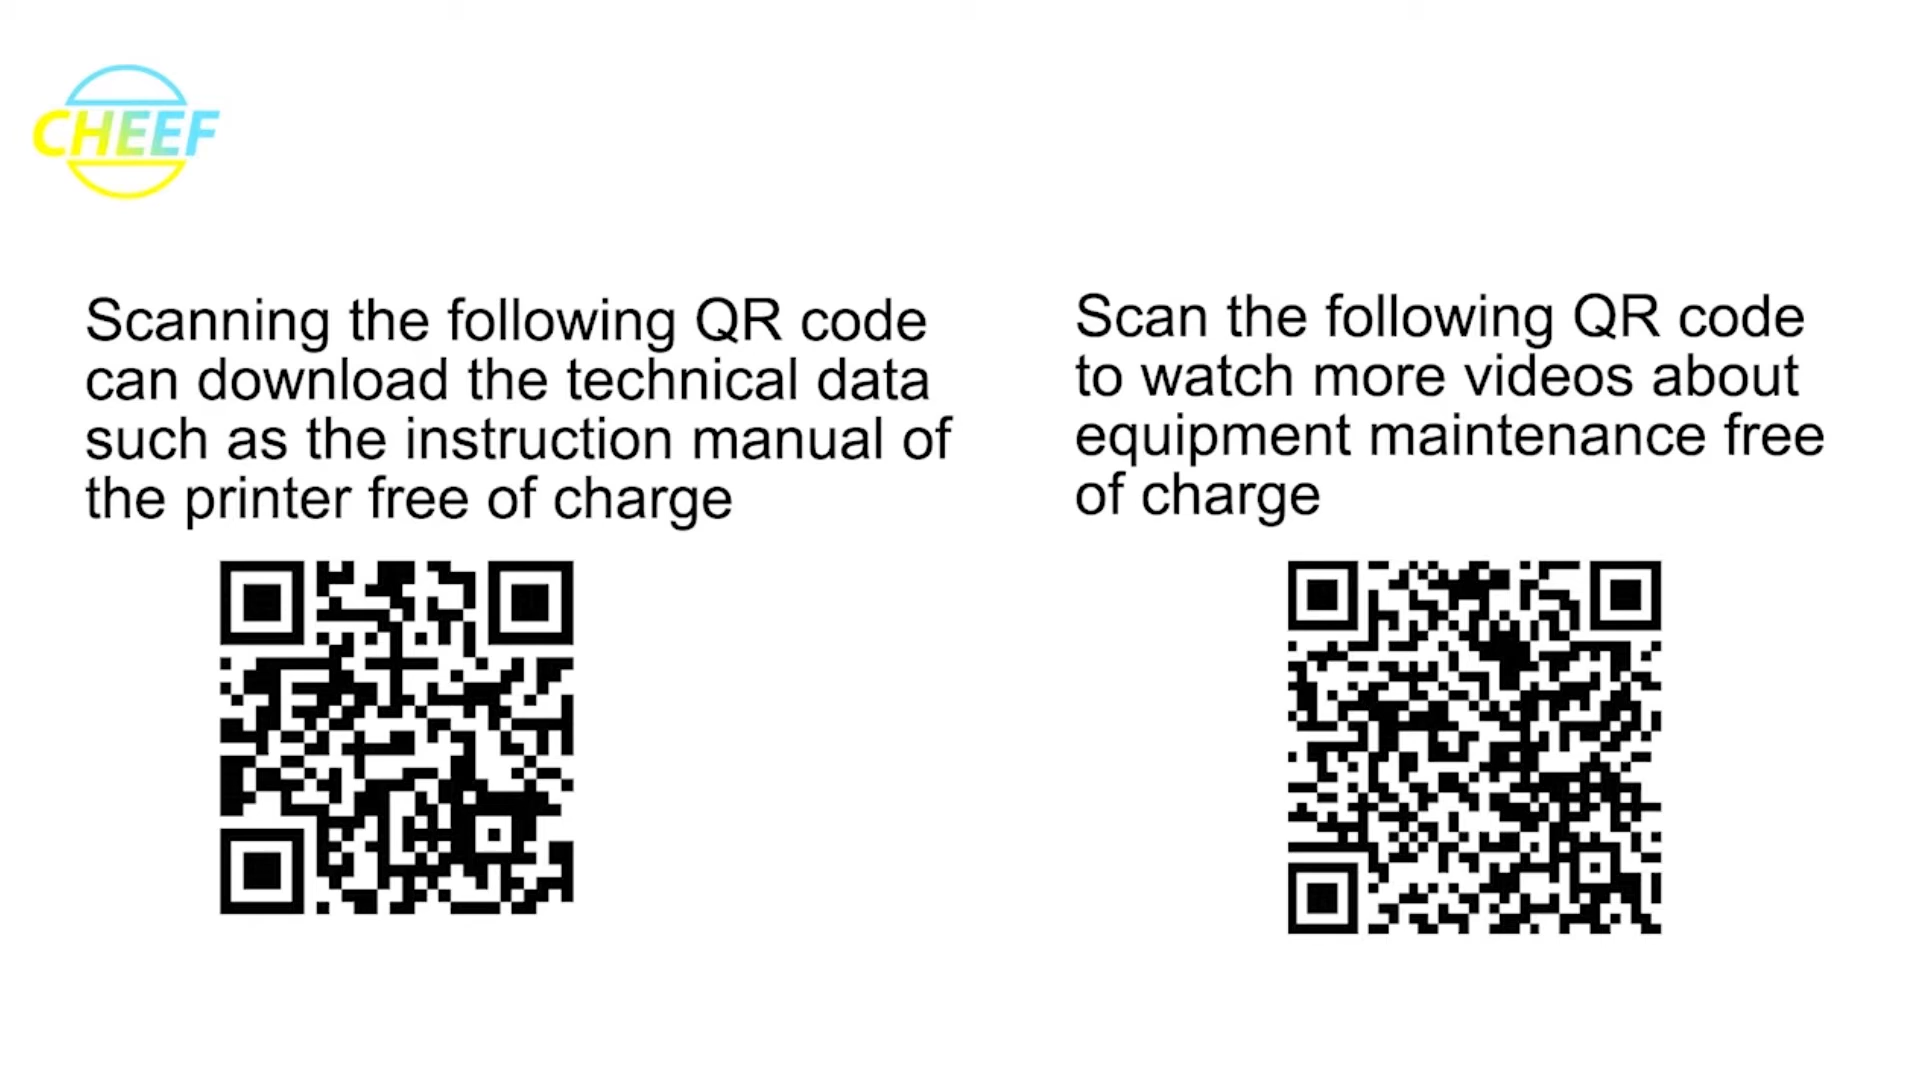 CHEEF
Scanning the following QR code
can download the technical data
such as the instruction manual of
the printer free of charge
Scan the following QR code
to watch more videos about
equipment maintenance free
of charge